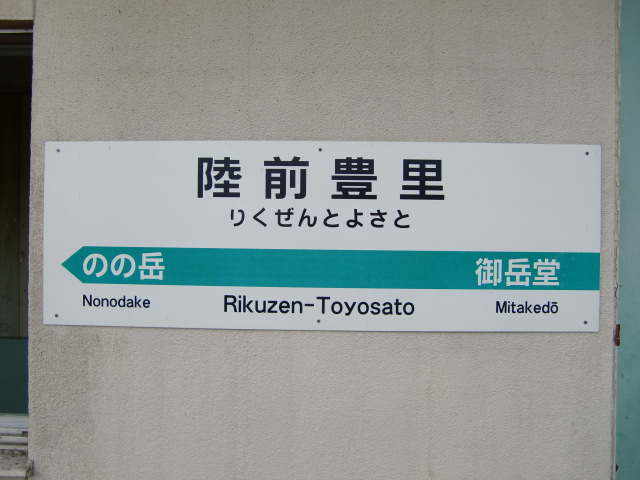 陸前豊里
りくぜんとよさと
のの岳 御岳堂
Nonodake Rikuzen-Toyosato Mitakedō